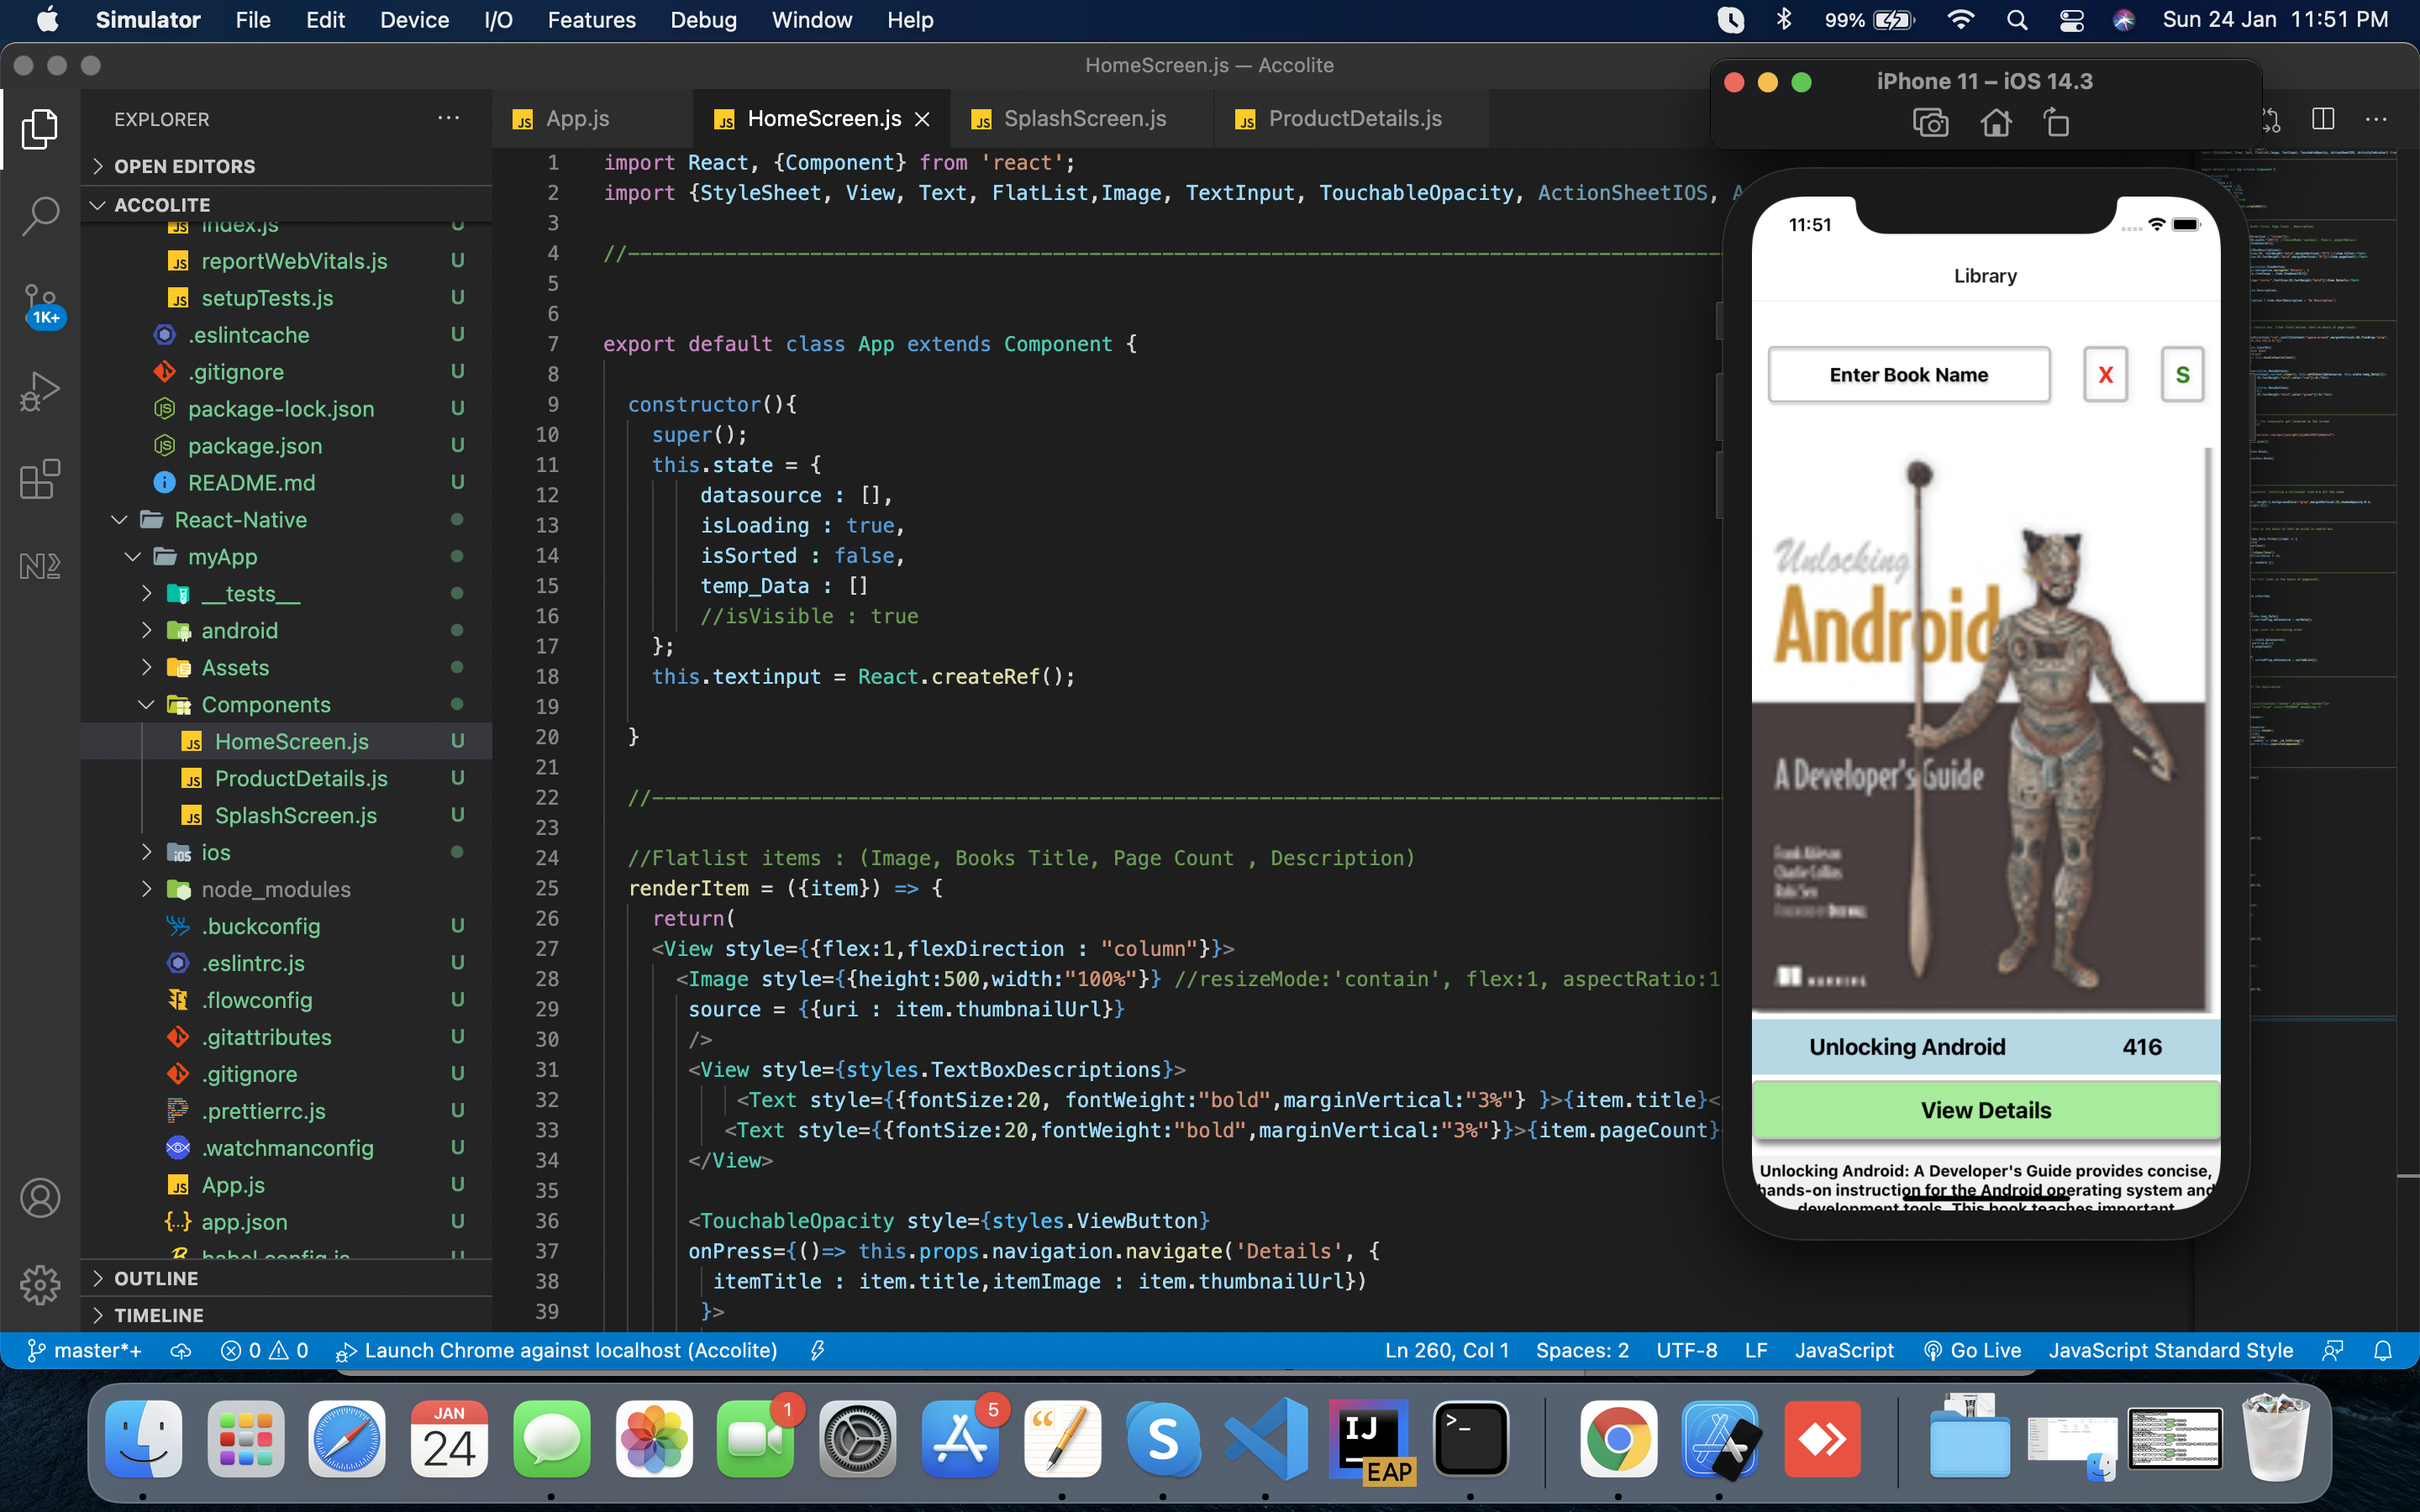 Simulator File Edit Device I/O Features Debug Window Help 99% Sun 24 Jan 11:51 PM
HomeScreen.js — Accolite
EXPLORER
OPEN EDITORS
ACCOLITE
index.js U
reportWebVitals.js U
setupTests.js U
.eslintcache U
.gitignore U
package-lock.json U
package.json U
README.md U
React-Native
myApp
__tests__
android
Assets
Components
HomeScreen.js U
ProductDetails.js U
SplashScreen.js U
ios
node_modules
.buckconfig U
.eslintrc.js U
.flowconfig U
.gitattributes U
.gitignore U
.prettierrc.js U
.watchmanconfig U
App.js U
app.json U
babel.config.js U
OUTLINE
TIMELINE
1K+
App.js HomeScreen.js SplashScreen.js ProductDetails.js
1 import React, {Component} from 'react';
2 import {StyleSheet, View, Text, FlatList,Image, TextInput, TouchableOpacity, ActionSheetIOS, A
3
4 //------------------------------------------------------------
5
6
7 export default class App extends Component {
8
9 constructor(){
10 super();
11 this.state = {
12 datasource : [],
13 isLoading : true,
14 isSorted : false,
15 temp_Data : []
16 //isVisible : true
17 };
18 this.textinput = React.createRef();
19
20 }
21
22 //------------------------------------------------------------
23
24 //Flatlist items : (Image, Books Title, Page Count , Description)
25 renderItem = ({item}) => {
26 return(
27 <View style={{flex:1,flexDirection : "column"}}>
28 <Image style={{height:500,width:"100%"}} //resizeMode:'contain', flex:1, aspectRatio:1
29 source = {{uri : item.thumbnailUrl}}
30 />
31 <View style={styles.TextBoxDescriptions}>
32 <Text style={{fontSize:20, fontWeight:"bold",marginVertical:"3%"} }>{item.title}<
33 <Text style={{fontSize:20,fontWeight:"bold",marginVertical:"3%"}}>{item.pageCount}
34 </View>
35
36 <TouchableOpacity style={styles.ViewButton}
37 onPress={()=> this.props.navigation.navigate('Details', {
38 itemTitle : item.title,itemImage : item.thumbnailUrl})
39 }>
iPhone 11 – iOS 14.3
11:51
Library
Enter Book Name X S
Unlocking
Android
A Developer's Guide
MANNING
Unlocking Android 416
View Details
Unlocking Android: A Developer's Guide provides concise,
hands-on instruction for the Android operating system and
development tools. This book teaches important
master*+ 0 0 Launch Chrome against localhost (Accolite) Ln 260, Col 1 Spaces: 2 UTF-8 LF JavaScript Go Live JavaScript Standard Style
JAN
24
1
5
IJ
EAP
>_